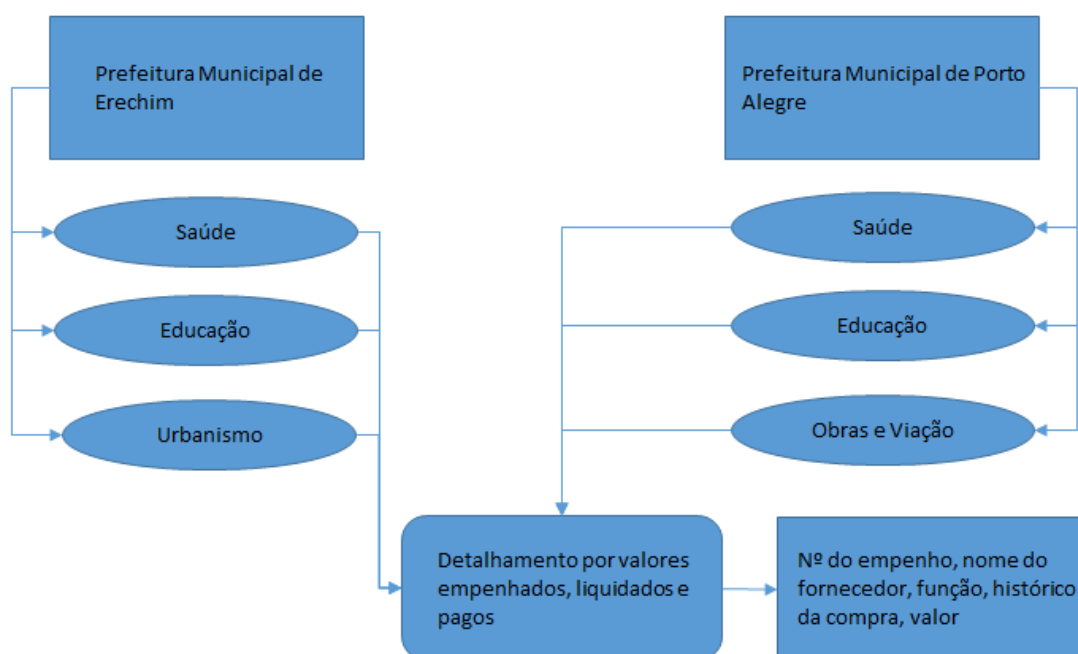 Prefeitura Municipal de
Erechim
Prefeitura Municipal de Porto
Alegre
Saúde
Saúde
Educação
Educação
Urbanismo
Obras e Viação
Detalhamento por valores
empenhados, liquidados e
pagos
Nº do empenho, nome do
fornecedor, função, histórico
da compra, valor